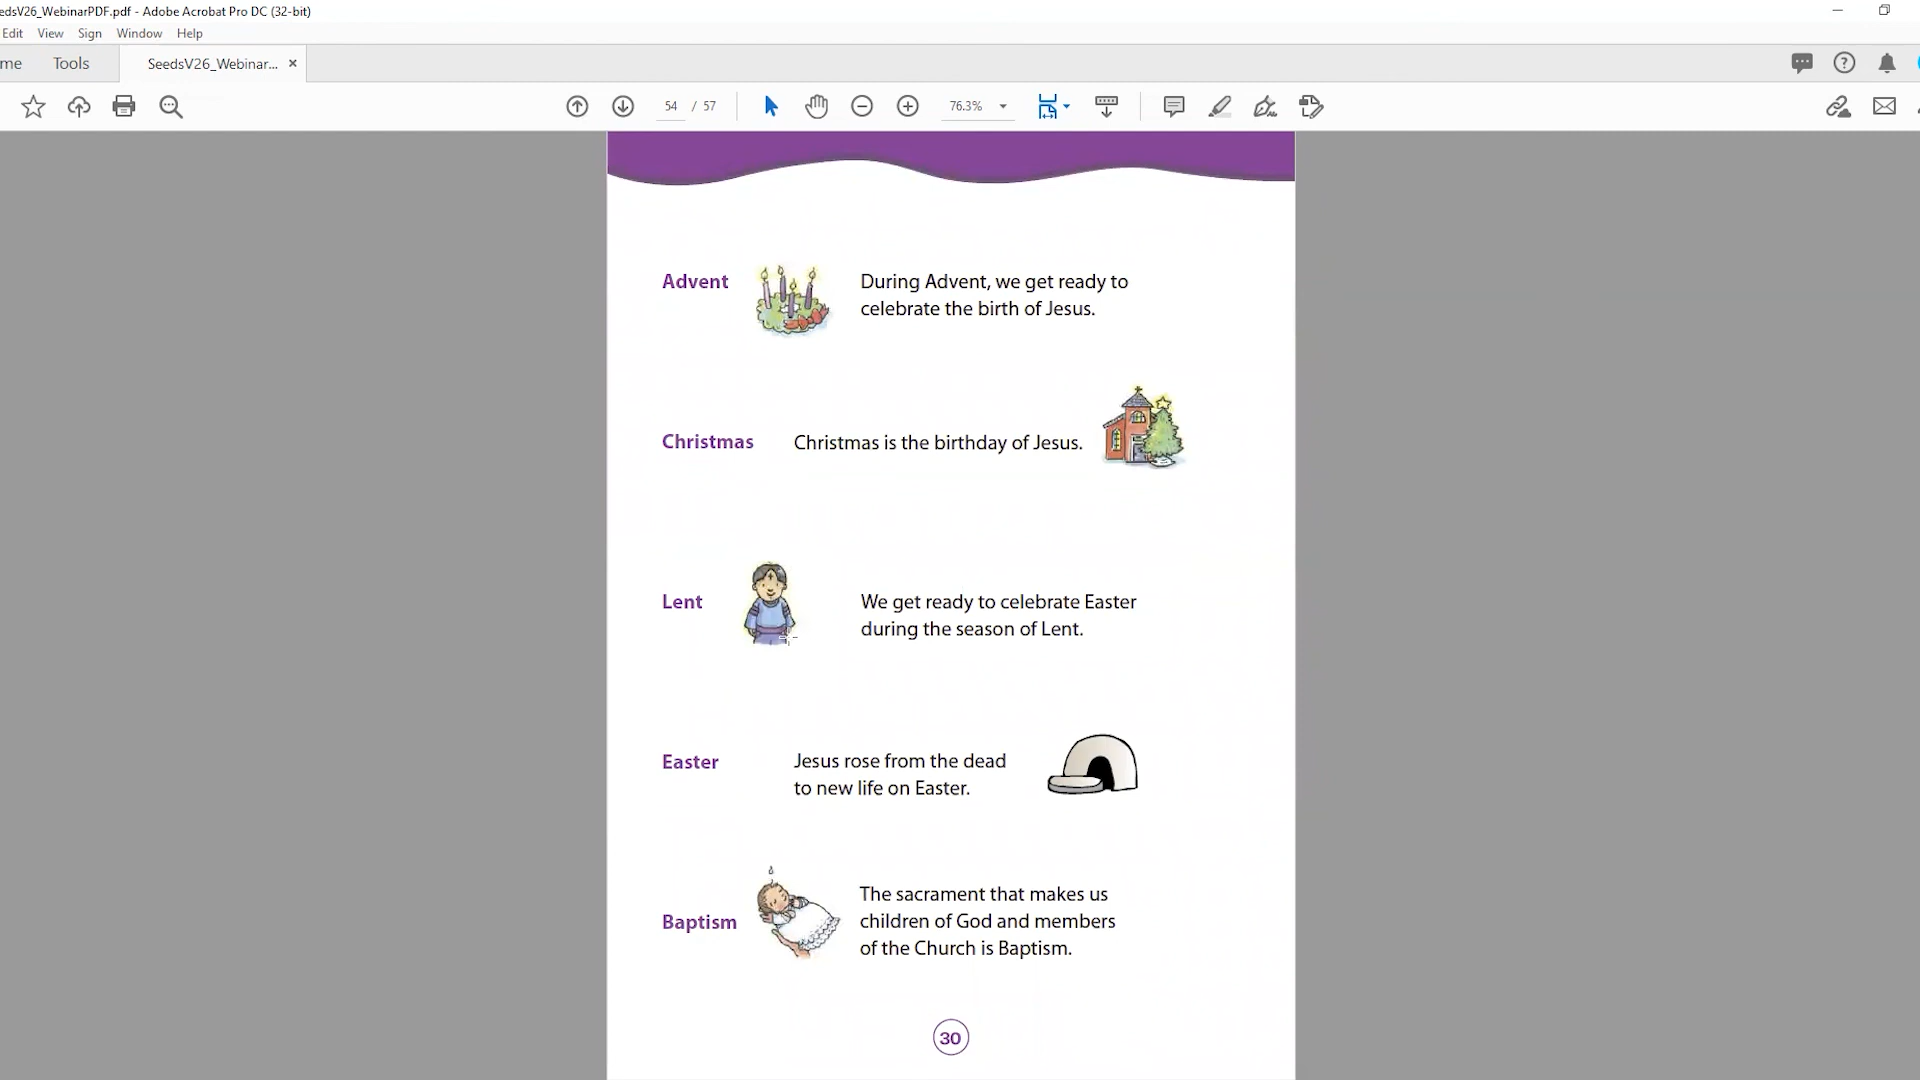 edsV26_WebinarPDF.pdf - Adobe Acrobat Pro DC (32-bit)
Edit View Sign Window Help
me Tools SeedsV26_Webinar... ×
54 / 57 76.3%
Advent During Advent, we get ready to
celebrate the birth of Jesus.
Christmas Christmas is the birthday of Jesus.
Lent We get ready to celebrate Easter
during the season of Lent.
Easter Jesus rose from the dead
to new life on Easter.
Baptism The sacrament that makes us
children of God and members
of the Church is Baptism.
30